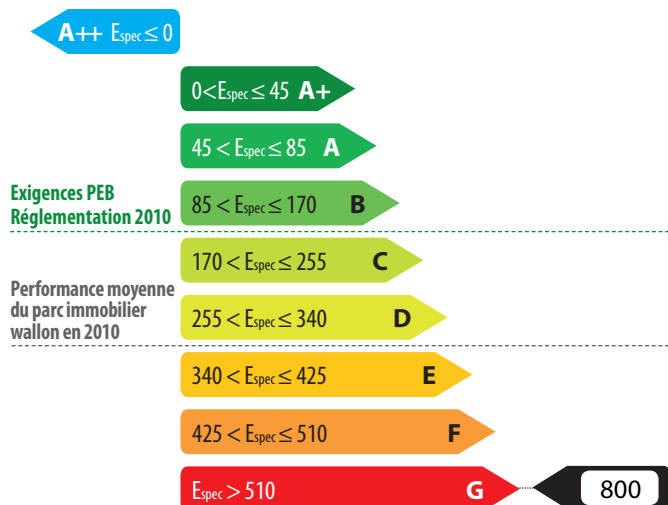 A++ Espec ≤ 0
0<Espec ≤ 45 A+
45 < Espec ≤ 85 A
Exigences PEB
Réglementation 2010
85 < Espec ≤ 170 B
170 < Espec ≤ 255 C
Performance moyenne
du parc immobilier
wallon en 2010
255 < Espec ≤ 340 D
340 < Espec ≤ 425 E
425 < Espec ≤ 510 F
Espec > 510 G
800